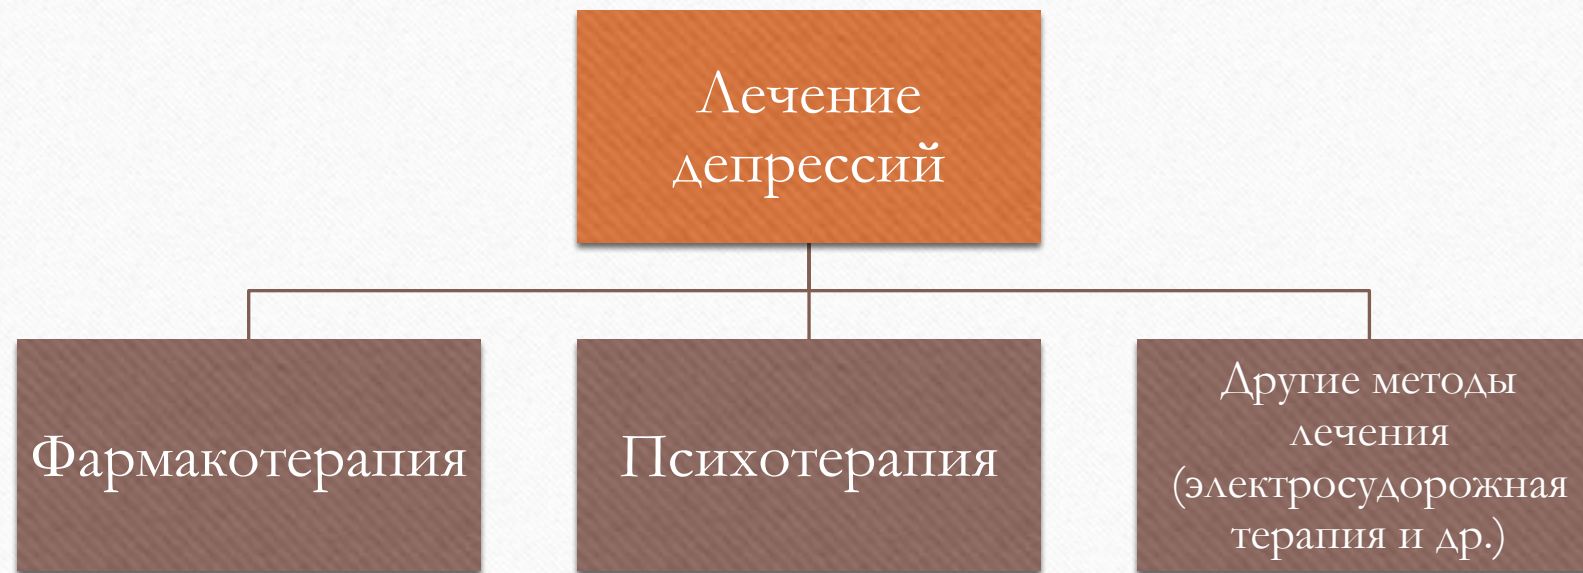 Лечение
депрессий
Фармакотерапия
Психотерапия
Другие методы
лечения
(электросудорожная
терапия и др.)